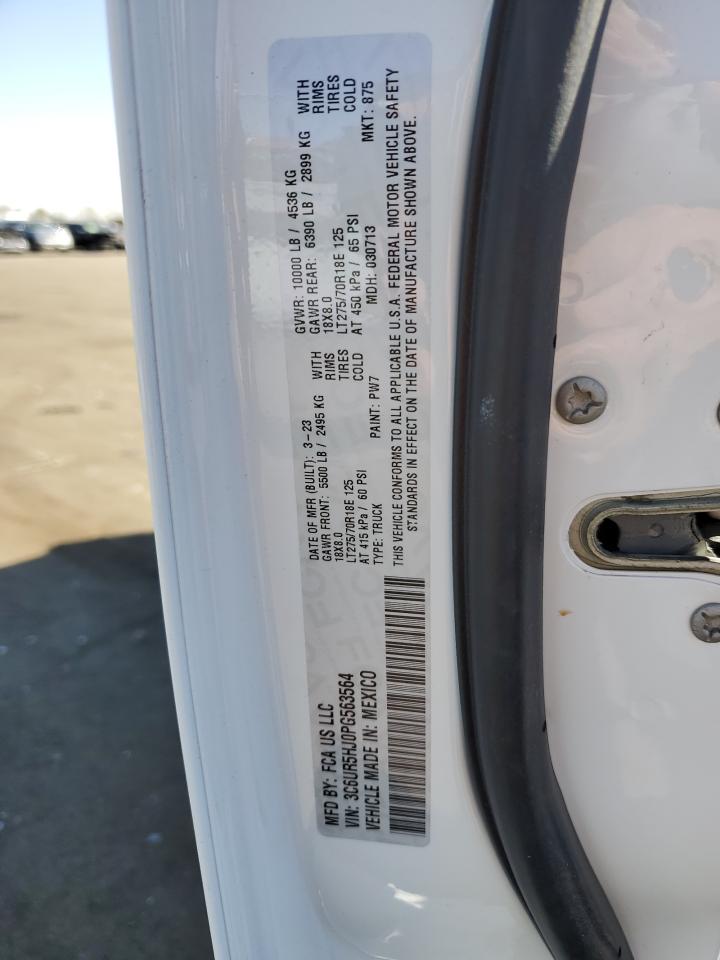 MFD BY: FCA US LLC
VIN: 3C6UR5HJ0PG563564
VEHICLE MADE IN: MEXICO
DATE OF MFR (BUILT): 3-23
GAWR FRONT: 5500 LB / 2495 KG WITH
18X8.0 RIMS
LT275/70R18E 125 TIRES
AT 415 kPa / 60 PSI COLD
TYPE: TRUCK PAINT: PW7
GVWR: 10000 LB / 4536 KG
GAWR REAR: 6390 LB / 2899 KG WITH
18X8.0 RIMS
LT275/70R18E 125 TIRES
AT 450 kPa / 65 PSI COLD
MDH: 030713 MKT: 875
THIS VEHICLE CONFORMS TO ALL APPLICABLE U.S.A. FEDERAL MOTOR VEHICLE SAFETY
STANDARDS IN EFFECT ON THE DATE OF MANUFACTURE SHOWN ABOVE.